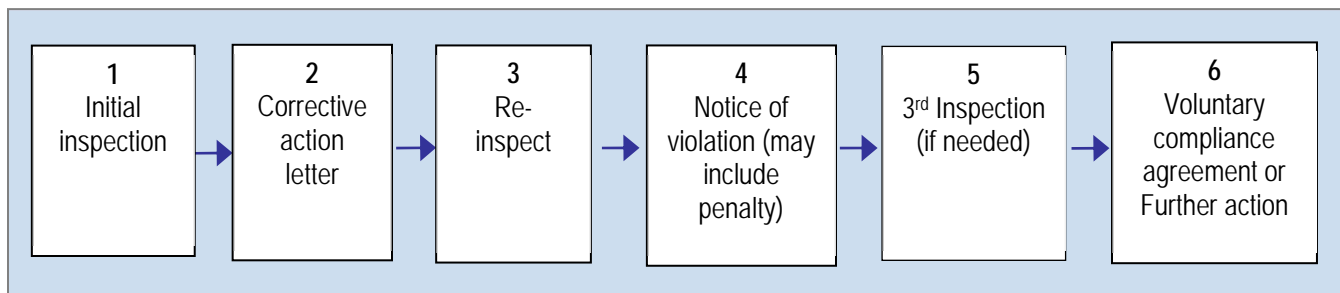 1
Initial
inspection
2
Corrective
action
letter
3
Re-
inspect
4
Notice of
violation (may
include
penalty)
5
3rd Inspection
(if needed)
6
Voluntary
compliance
agreement or
Further action